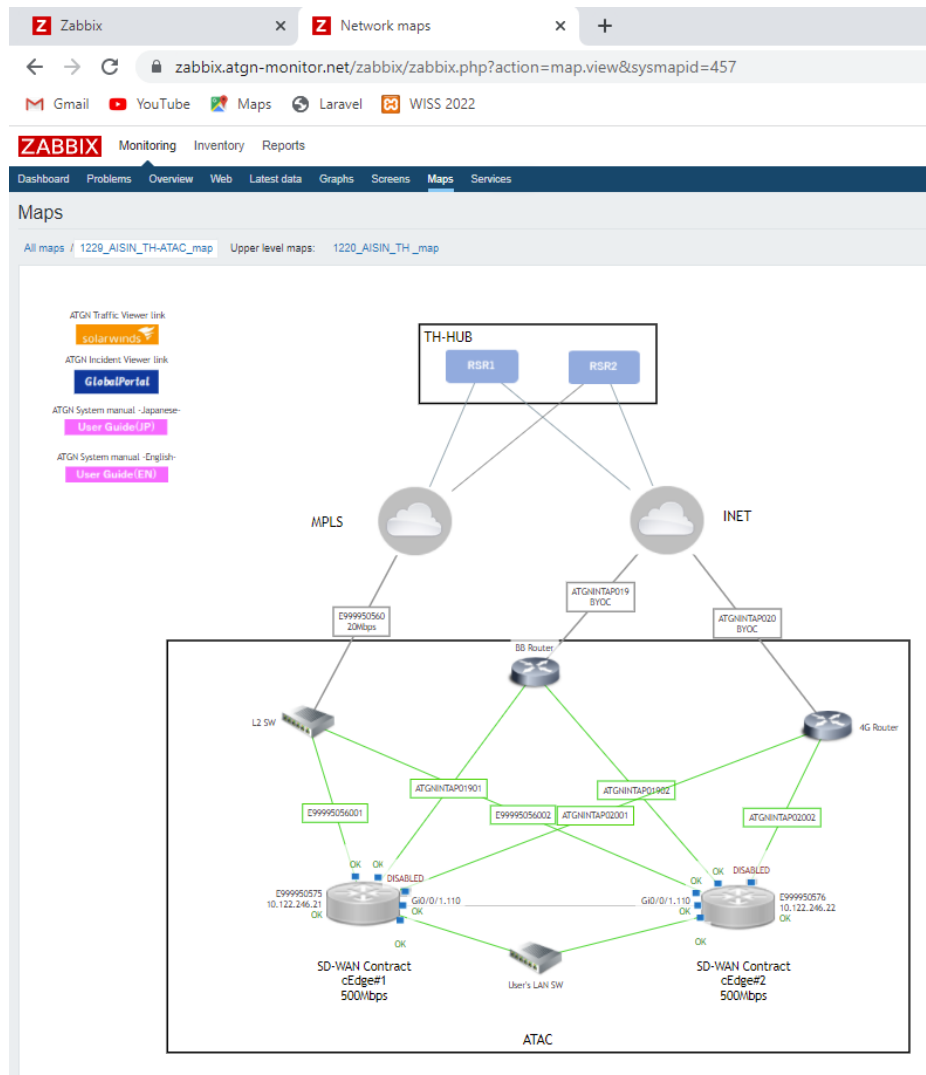 Zabbix
Network maps
zabbix.atgn-monitor.net/zabbix/zabbix.php?action=map.view&sysmapid=457
Gmail YouTube Maps Laravel WISS 2022
ZABBIX Monitoring Inventory Reports
Dashboard Problems Overview Web Latest data Graphs Screens Maps Services
Maps
All maps / 1229_AISIN_TH-ATAC_map Upper level maps: 1220_AISIN_TH_map
ATGN Traffic Viewer link
solarwinds
ATGN Incident Viewer link
GlobalPortal
ATGN System manual -Japanese-
User Guide(JP)
ATGN System manual -English-
User Guide(EN)
TH-HUB
RSR1
RSR2
MPLS
INET
E999950560
20Mbps
ATGNINTAP019
BYOC
ATGNINTAP020
BYOC
BB Router
L2 SW
4G Router
ATGNINTAP01901
ATGNINTAP01902
E99995056001
E99995056002
ATGNINTAP02001
ATGNINTAP02002
OK OK
DISABLED
OK OK DISABLED
E999950575
10.122.246.21
OK
Gi0/0/1.110
OK
OK
Gi0/0/1.110
OK
OK
E999950576
10.122.246.22
OK
SD-WAN Contract
cEdge#1
500Mbps
User's LAN SW
SD-WAN Contract
cEdge#2
500Mbps
ATAC